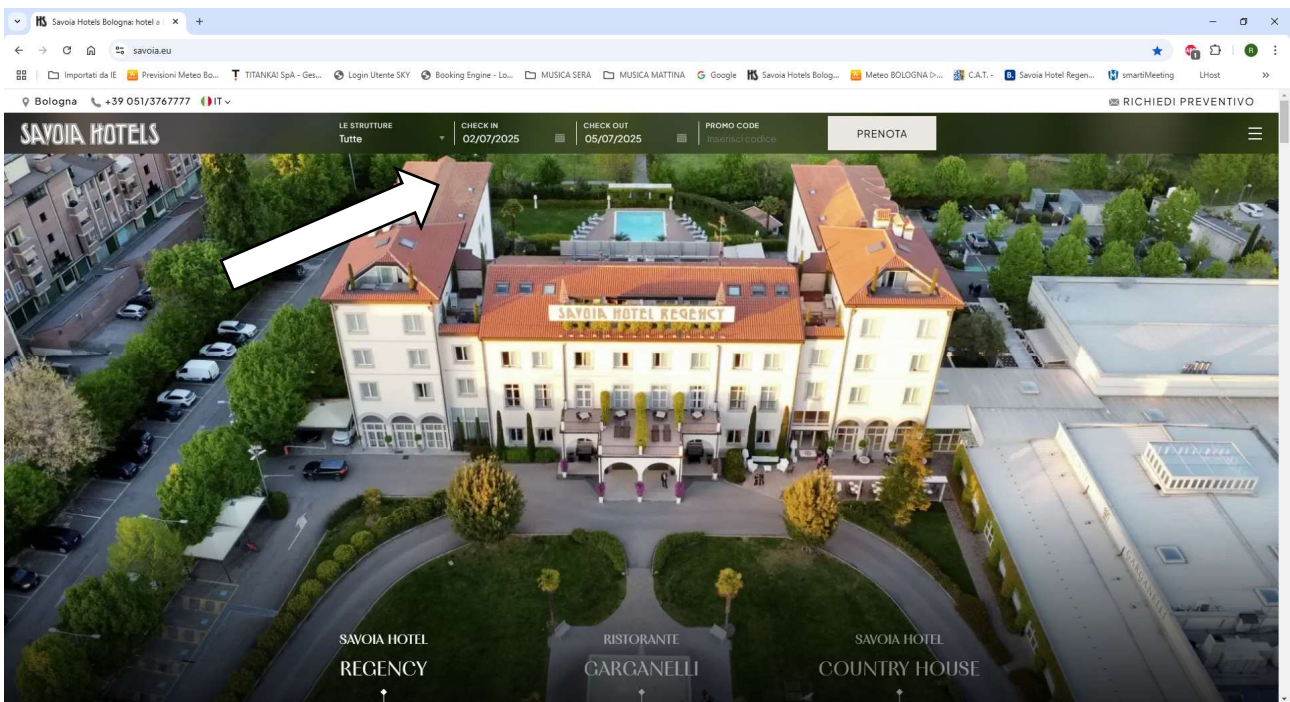 Savoia Hotels Bologna: hotel a
savoia.eu
Importati da IE
Previsioni Meteo Bo...
TITANKA! SpA - Ges...
Login Utente SKY
Booking Engine - Lo...
MUSICA SERA
MUSICA MATTINA
Google
Savoia Hotels Bolog...
Meteo BOLOGNA ▷...
C.A.T. -
Savoia Hotel Regen...
smartiMeeting
LHost
Bologna +39 051/3767777 IT
RICHIEDI PREVENTIVO
SAVOIA HOTELS
LE STRUTTURE
Tutte
CHECK IN
02/07/2025
CHECK OUT
05/07/2025
PROMO CODE
Inserisci codice
PRENOTA
SAVOIA HOTEL REGENCY
GARGANELLI
SAVOIA HOTEL
REGENCY
RISTORANTE
GARGANELLI
SAVOIA HOTEL
COUNTRY HOUSE